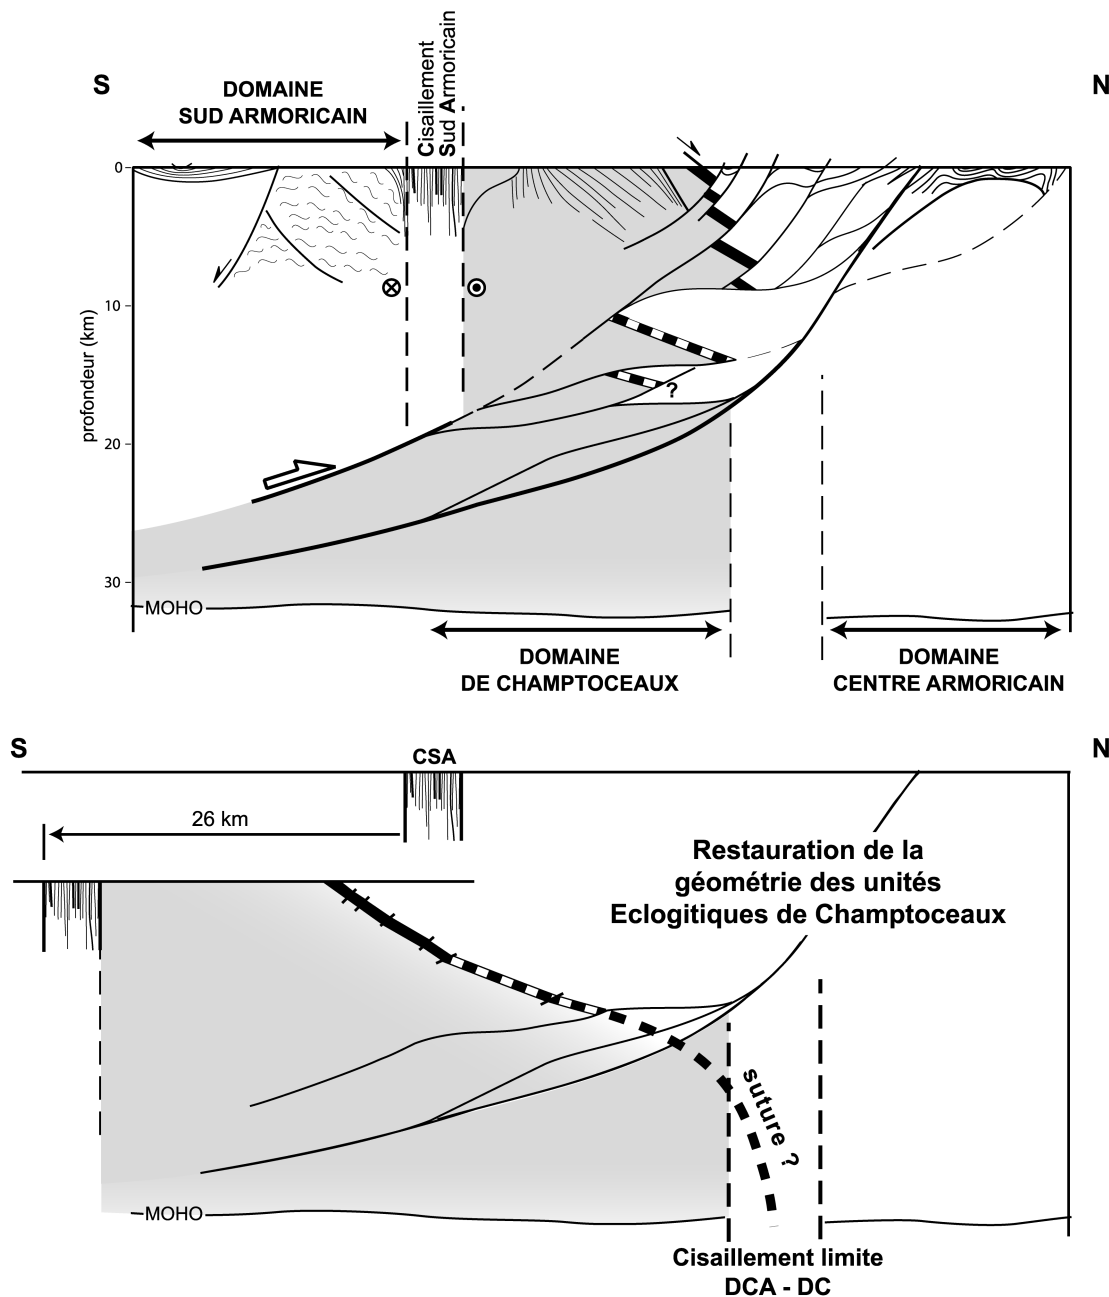 S
N
DOMAINE
SUD ARMORICAIN
Cisaillement
Sud Armoricain
0
10
20
30
profondeur (km)
?
MOHO
DOMAINE
DE CHAMPTOCEAUX
DOMAINE
CENTRE ARMORICAIN
S
N
CSA
26 km
Restauration de la
géométrie des unités
Eclogitiques de Champtoceaux
suture ?
MOHO
Cisaillement limite
DCA - DC